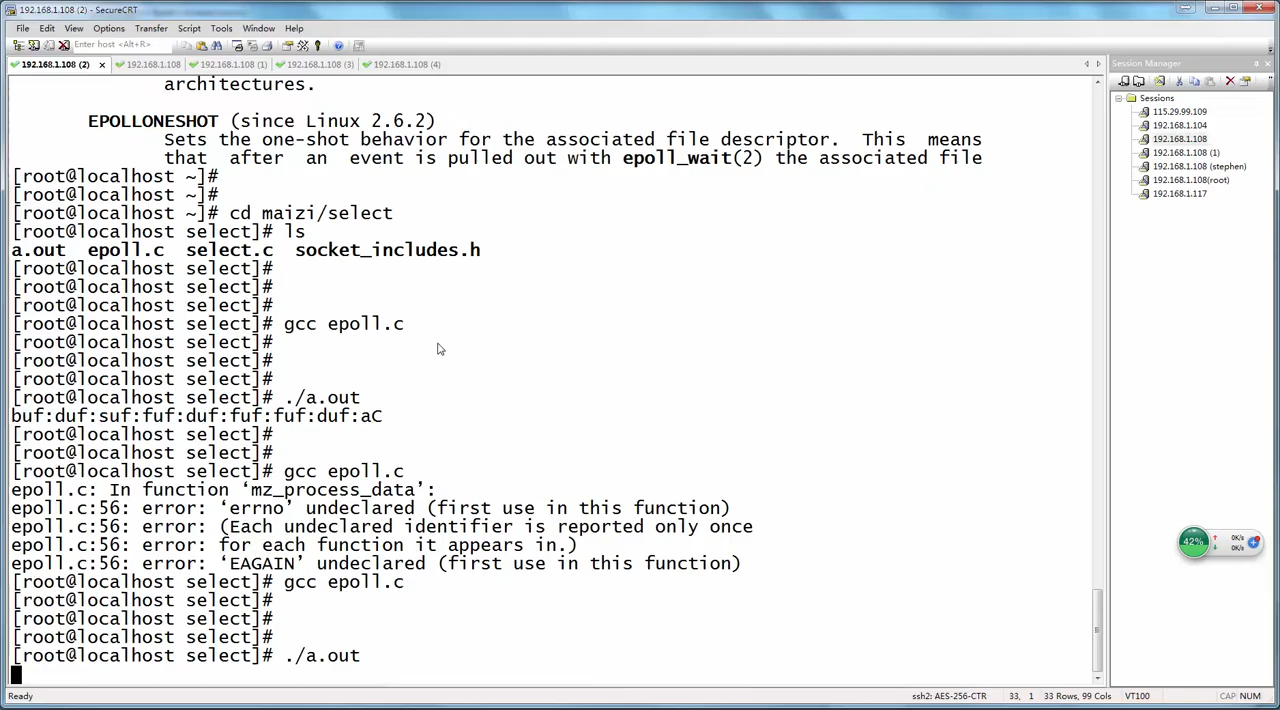 192.168.1.108 (2) - SecureCRT
File Edit View Options Transfer Script Tools Window Help
Enter host <Alt+R>
192.168.1.108 (2) 192.168.1.108 192.168.1.108 (1) 192.168.1.108 (3) 192.168.1.108 (4)
architectures.
EPOLLONESHOT (since Linux 2.6.2)
Sets the one-shot behavior for the associated file descriptor. This means
that after an event is pulled out with epoll_wait(2) the associated file
[root@localhost ~]#
[root@localhost ~]#
[root@localhost ~]# cd maizi/select
[root@localhost select]# ls
a.out epoll.c select.c socket_includes.h
[root@localhost select]#
[root@localhost select]#
[root@localhost select]#
[root@localhost select]# gcc epoll.c
[root@localhost select]#
[root@localhost select]#
[root@localhost select]#
[root@localhost select]# ./a.out
buf:duf:suf:fuf:duf:fuf:fuf:duf:aC
[root@localhost select]#
[root@localhost select]#
[root@localhost select]# gcc epoll.c
epoll.c: In function ‘mz_process_data’:
epoll.c:56: error: ‘errno’ undeclared (first use in this function)
epoll.c:56: error: (Each undeclared identifier is reported only once
epoll.c:56: error: for each function it appears in.)
epoll.c:56: error: ‘EAGAIN’ undeclared (first use in this function)
[root@localhost select]# gcc epoll.c
[root@localhost select]#
[root@localhost select]#
[root@localhost select]#
[root@localhost select]# ./a.out
Session Manager
Sessions
115.29.99.109
192.168.1.104
192.168.1.108
192.168.1.108 (1)
192.168.1.108 (stephen)
192.168.1.108(root)
192.168.1.117
42%
0K/s
0K/s
Ready
ssh2: AES-256-CTR
33, 1
33 Rows, 99 Cols
VT100
CAP NUM